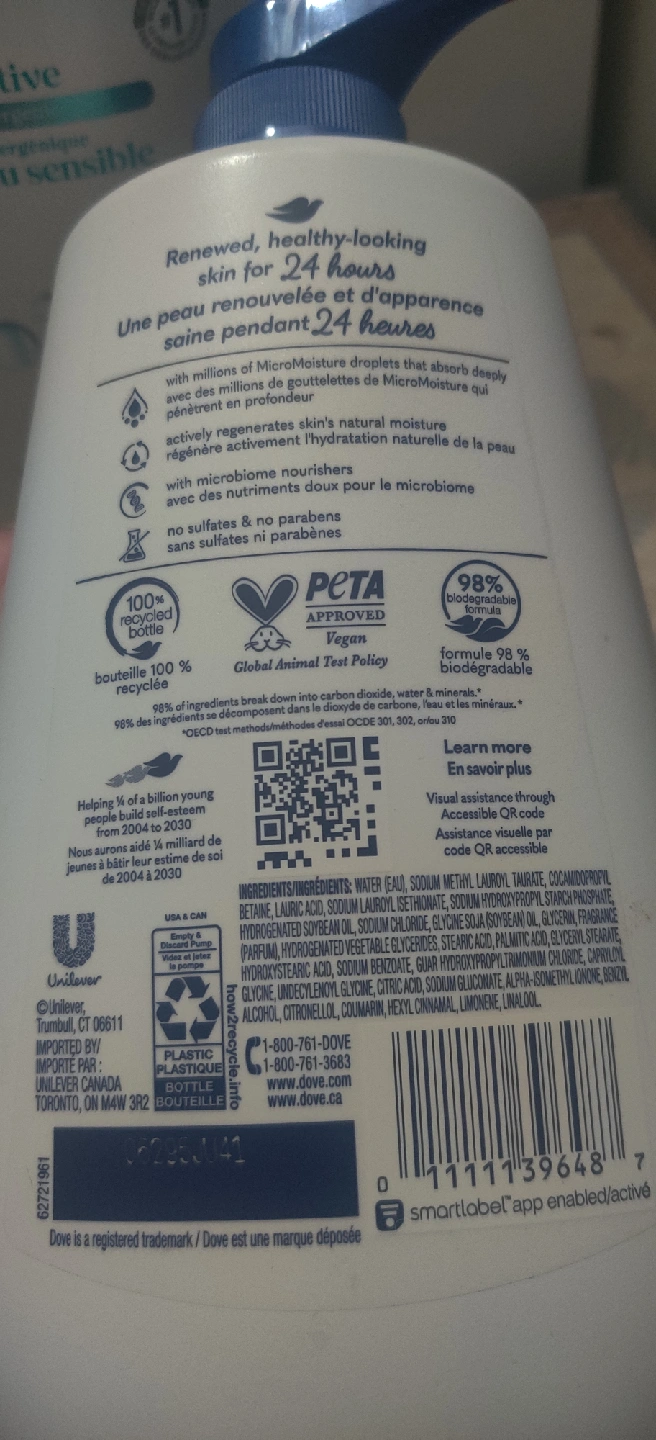 #1
tive
ergénique
u sensible
Renewed, healthy-looking
skin for 24 hours
Une peau renouvelée et d'apparence
saine pendant 24 heures
with millions of MicroMoisture droplets that absorb deeply
avec des millions de gouttelettes de MicroMoisture qui
pénètrent en profondeur
actively regenerates skin's natural moisture
régénère activement l'hydratation naturelle de la peau
with microbiome nourishers
avec des nutriments doux pour le microbiome
no sulfates & no parabens
sans sulfates ni parabènes
100%
recycled
bottle
bouteille 100 %
recyclée
PeTA
APPROVED
Vegan
Global Animal Test Policy
98%
biodegradable
formula
formule 98 %
biodégradable
98% of ingredients break down into carbon dioxide, water & minerals.*
98% des ingrédients se décomposent dans le dioxyde de carbone, l'eau et les minéraux.*
*OECD test methods/méthodes d'essai OCDE 301, 302, or/ou 310
Helping ¼ of a billion young
people build self-esteem
from 2004 to 2030
Nous aurons aidé ¼ milliard de
jeunes à bâtir leur estime de soi
de 2004 à 2030
Learn more
En savoir plus
Visual assistance through
Accessible QR code
Assistance visuelle par
code QR accessible
INGREDIENTS/INGRÉDIENTS: WATER (EAU), SODIUM METHYL LAUROYL TAURATE, COCAMIDOPROPYL
BETAINE, LAURIC ACID, SODIUM LAUROYL ISETHIONATE, SODIUM HYDROXYPROPYL STARCH PHOSPHATE,
HYDROGENATED SOYBEAN OIL, SODIUM CHLORIDE, GLYCINE SOJA (SOYBEAN) OIL, GLYCERIN, FRAGRANCE
(PARFUM), HYDROGENATED VEGETABLE GLYCERIDES, STEARIC ACID, PALMITIC ACID, GLYCERYL STEARATE,
HYDROXYSTEARIC ACID, SODIUM BENZOATE, GUAR HYDROXYPROPYLTRIMONIUM CHLORIDE, CAPRYLOYL
GLYCINE, UNDECYLENOYL GLYCINE, CITRIC ACID, SODIUM GLUCONATE, ALPHA-ISOMETHYL IONONE, BENZYL
ALCOHOL, CITRONELLOL, COUMARIN, HEXYL CINNAMAL, LIMONENE, LINALOOL.
Unilever
©Unilever,
Trumbull, CT 06611
IMPORTED BY/
IMPORTÉ PAR :
UNILEVER CANADA
TORONTO, ON M4W 3R2
USA & CAN
Empty &
Discard Pump
Videz et jetez
la pompe
PLASTIC
PLASTIQUE
BOTTLE
BOUTEILLE
how2recycle.info
1-800-761-DOVE
1-800-761-3683
www.dove.com
www.dove.ca
0 11111 39648 7
smartlabel™ app enabled/activé
62721961
Dove is a registered trademark / Dove est une marque déposée